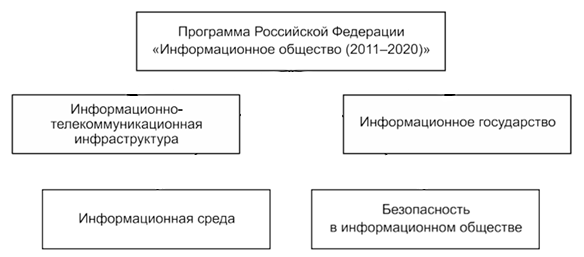 Программа Российской Федерации
«Информационное общество (2011–2020)»
Информационно-
телекоммуникационная
инфраструктура
Информационное государство
Информационная среда
Безопасность
в информационном обществе